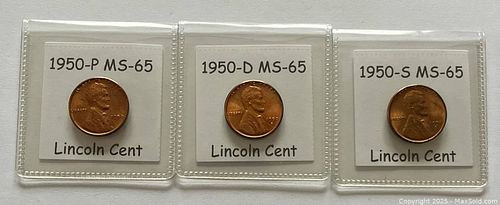 1950-P MS-65
Lincoln Cent
1950-D MS-65
Lincoln Cent
1950-S MS-65
Lincoln Cent
Copyright 2025 - MaxSold.com